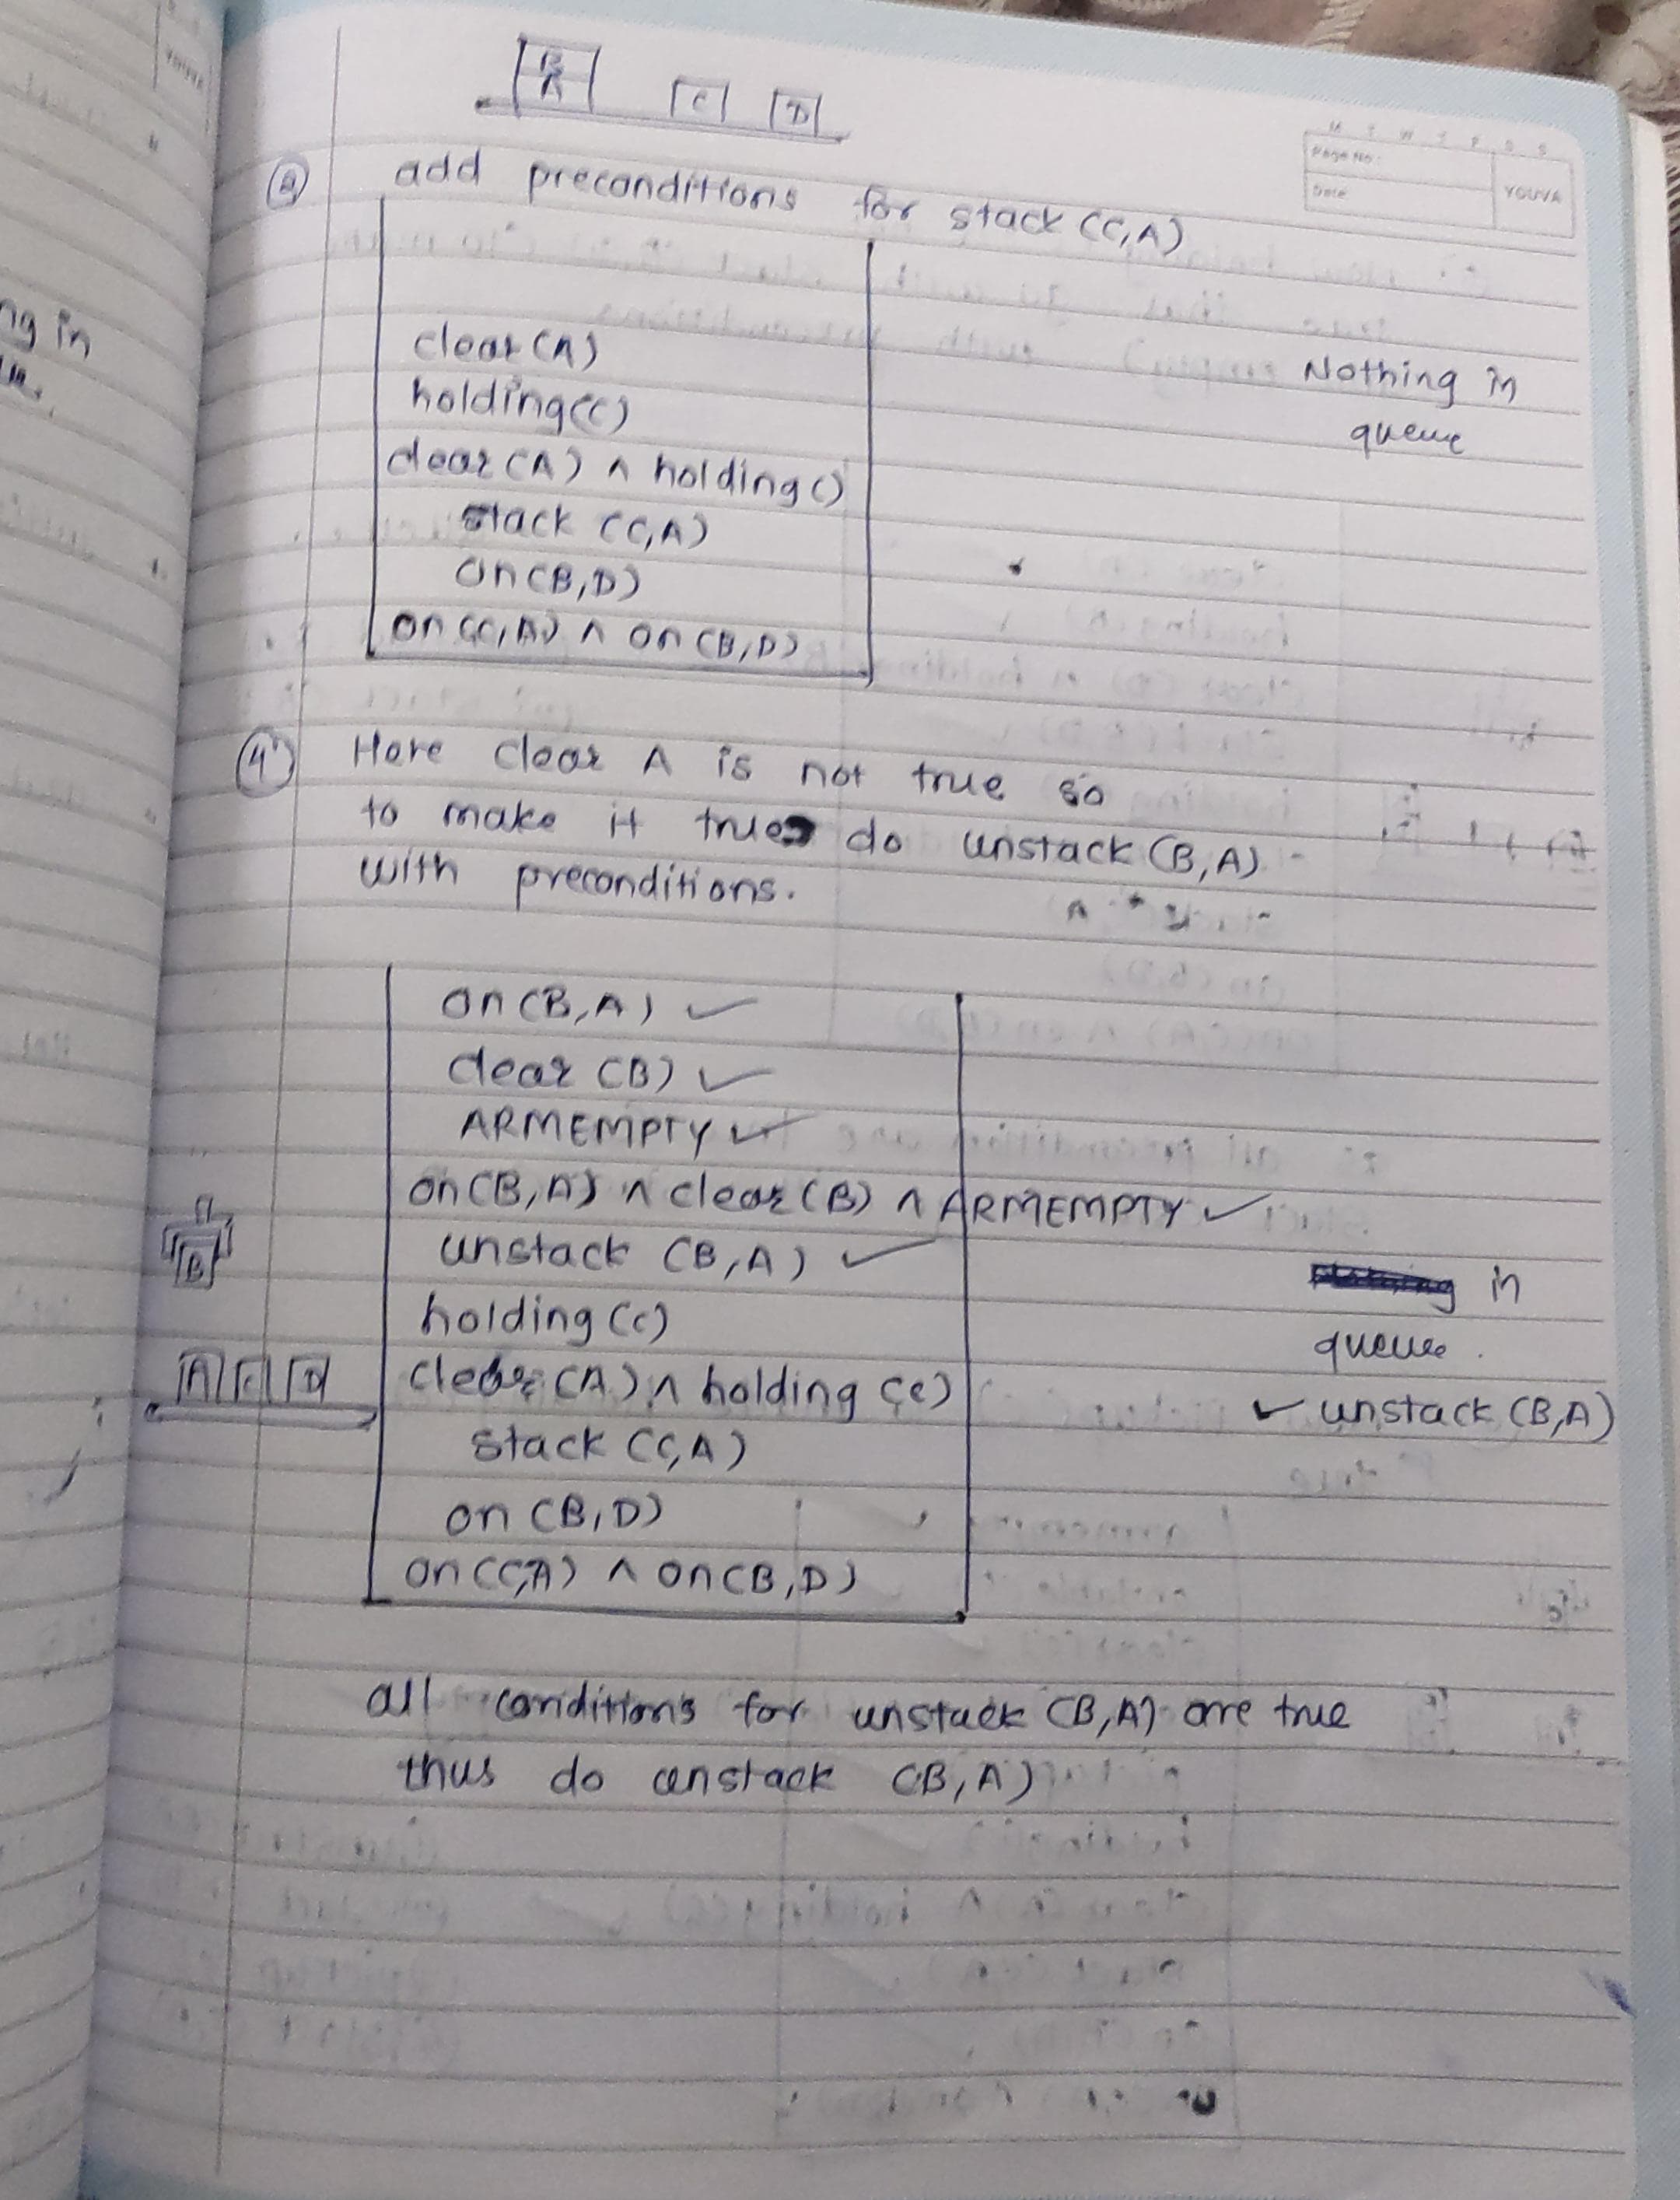 B
A
C
D
M T W T F S S
Page No:
Date
YOUVA
add preconditions for stack (C,A)
clear (A)
holding(C)
clear (A) ∧ holding()
stack (C,A)
on(B,D)
on (C,A) ∧ on (B,D)
Nothing in
queue
4
Here clear A is not true so
to make it true do unstack (B,A)
with preconditions.
on (B,A) ✓
clear (B) ✓
ARMEMPTY ✓
on(B,A) ∧ clear (B) ∧ ARMEMPTY ✓
unstack (B,A) ✓
holding (c)
clear (A) ∧ holding (c)
stack (C,A)
on (B,D)
on (C,A) ∧ on (B,D)
in
queue.
✓ unstack (B,A)
B
A C D
all conditions for unstack (B,A) are true
thus do unstack (B,A)
ng in